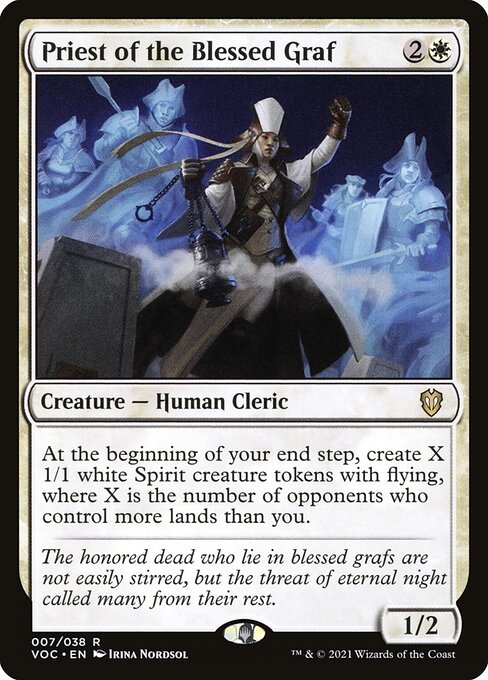 Priest of the Blessed Graf 2
Creature — Human Cleric
At the beginning of your end step, create X
1/1 white Spirit creature tokens with flying,
where X is the number of opponents who
control more lands than you.
The honored dead who lie in blessed grafs are
not easily stirred, but the threat of eternal night
called many from their rest.
1/2
007/038 R
VOC • EN Irina Nordsol
™ & © 2021 Wizards of the Coast